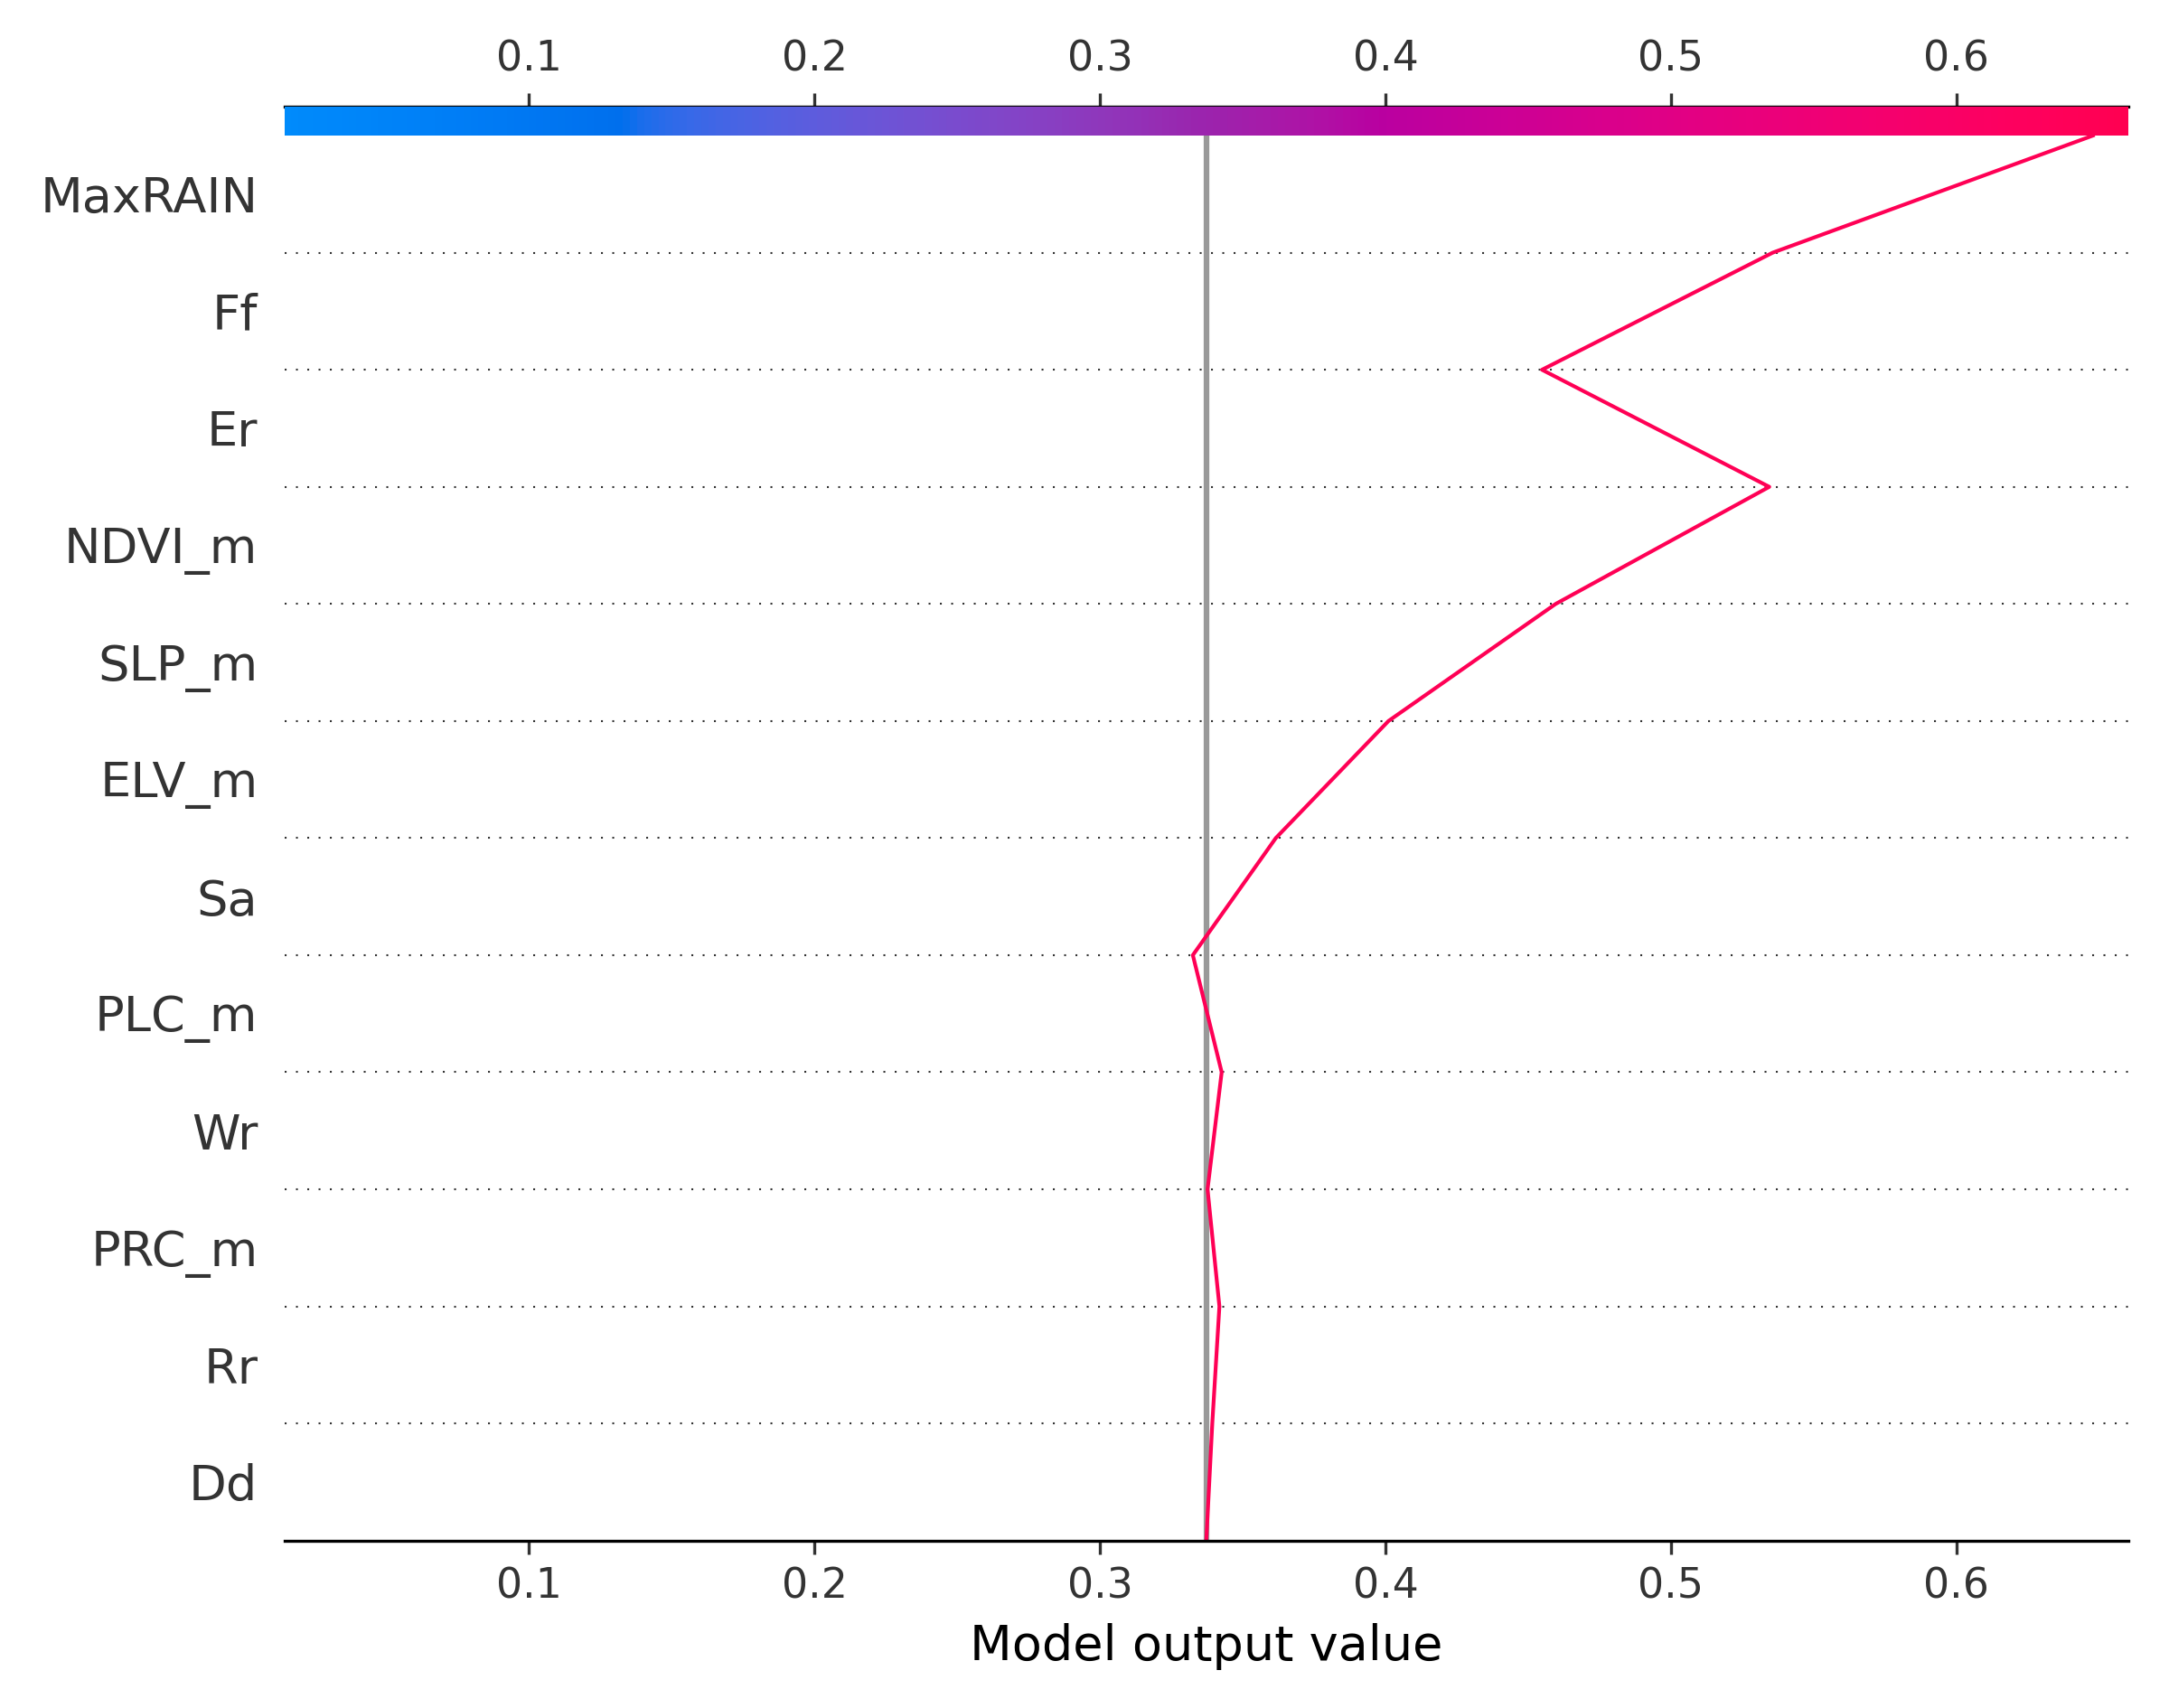 0.1 0.2 0.3 0.4 0.5 0.6
MaxRAIN
Ff
Er
NDVI_m
SLP_m
ELV_m
Sa
PLC_m
Wr
PRC_m
Rr
Dd
0.1 0.2 0.3 0.4 0.5 0.6
Model output value